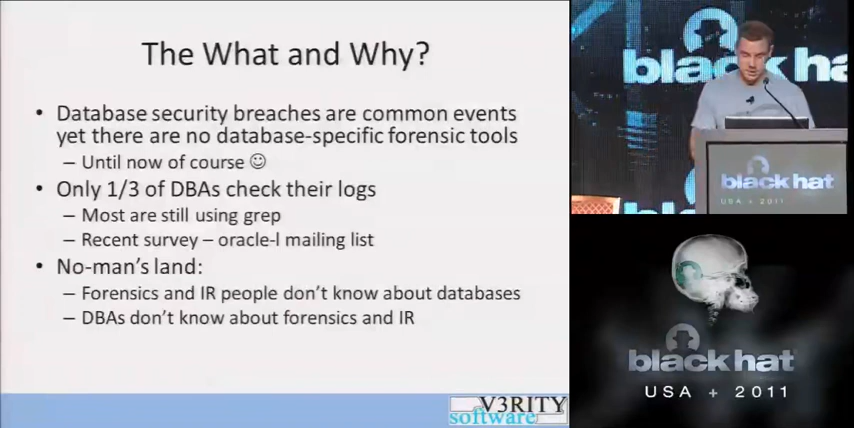 The What and Why?
• Database security breaches are common events
yet there are no database-specific forensic tools
– Until now of course ☺
• Only 1/3 of DBAs check their logs
– Most are still using grep
– Recent survey – oracle-l mailing list
• No-man's land:
– Forensics and IR people don't know about databases
– DBAs don't know about forensics and IR
V3RITY
software
black ha
black hat
USA + 2011
black hat
USA + 2011